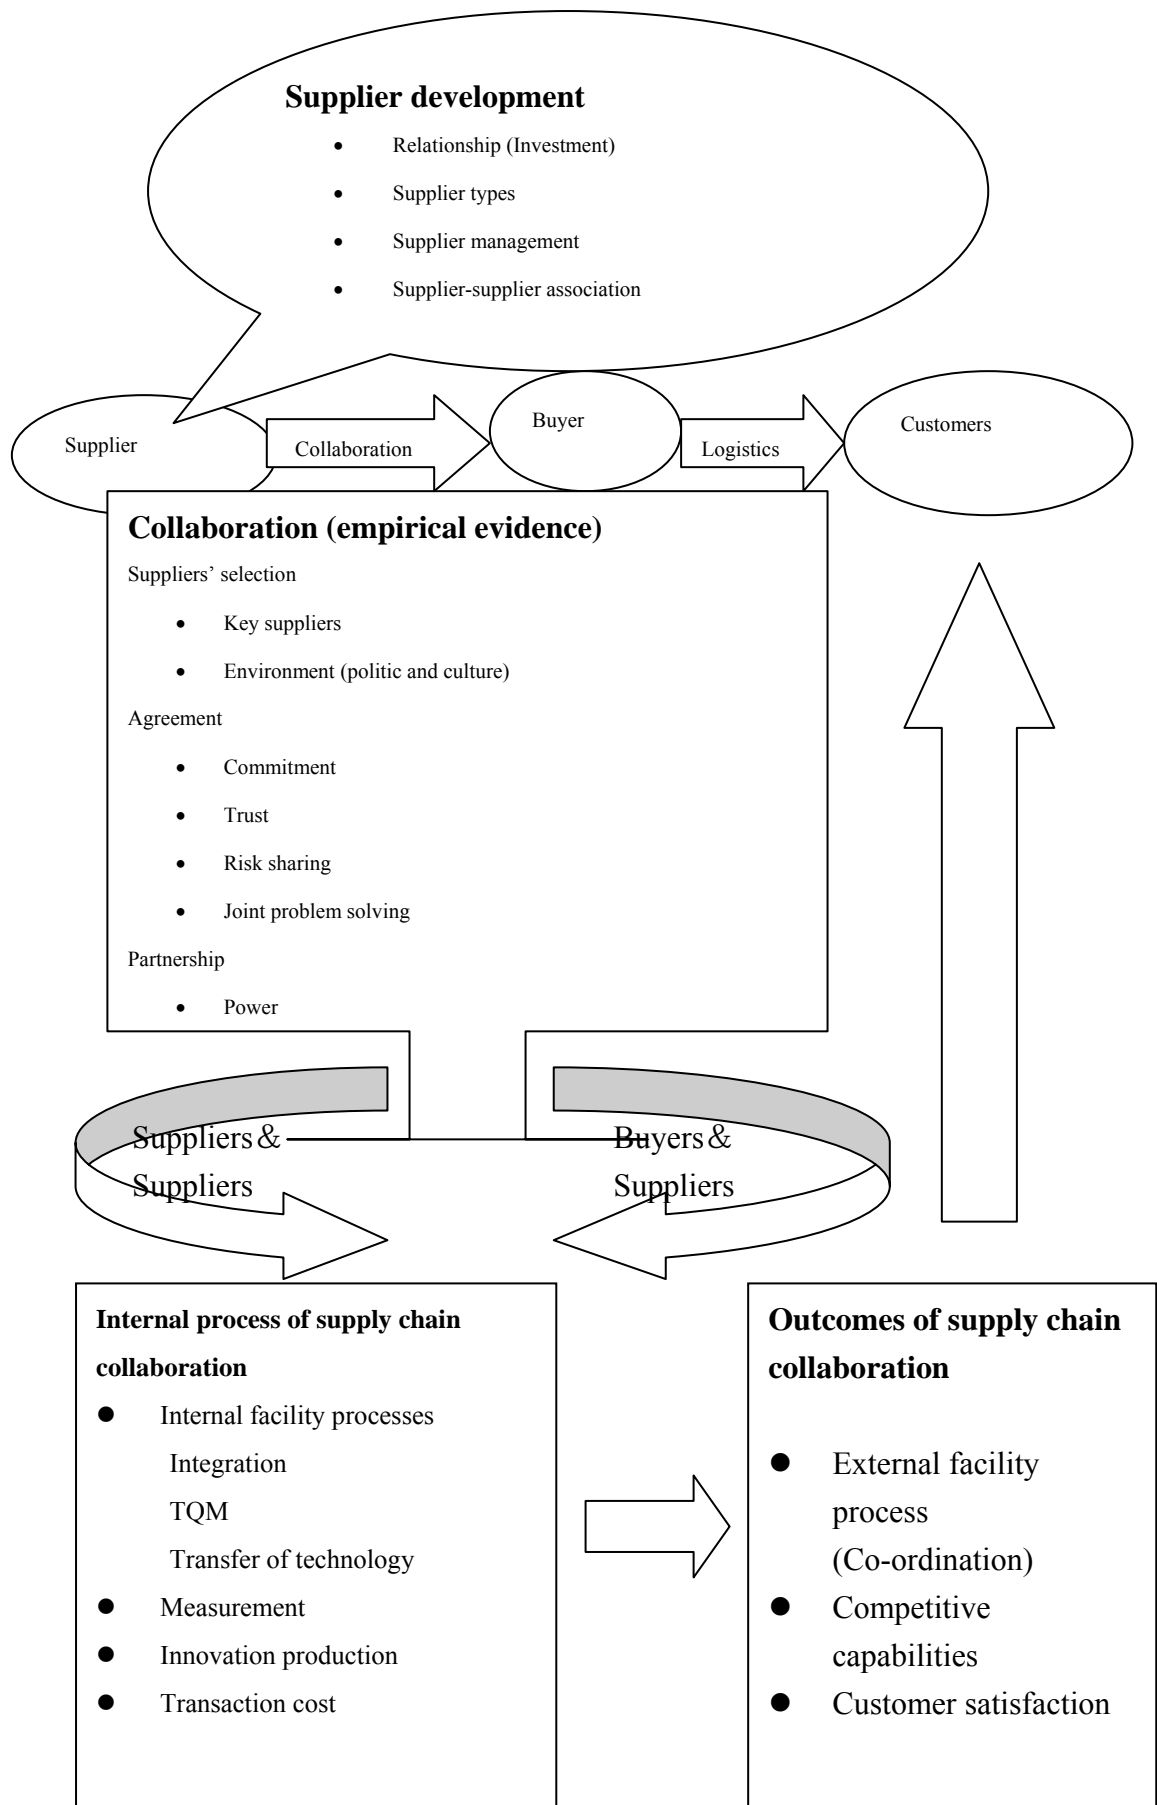 Supplier development
• Relationship (Investment)
• Supplier types
• Supplier management
• Supplier-supplier association
Supplier
Collaboration
Buyer
Logistics
Customers
Collaboration (empirical evidence)
Suppliers’ selection
• Key suppliers
• Environment (politic and culture)
Agreement
• Commitment
• Trust
• Risk sharing
• Joint problem solving
Partnership
• Power
Suppliers&
Suppliers
Buyers&
Suppliers
Internal process of supply chain
collaboration
● Internal facility processes
Integration
TQM
Transfer of technology
● Measurement
● Innovation production
● Transaction cost
Outcomes of supply chain
collaboration
● External facility
process
(Co-ordination)
● Competitive
capabilities
● Customer satisfaction